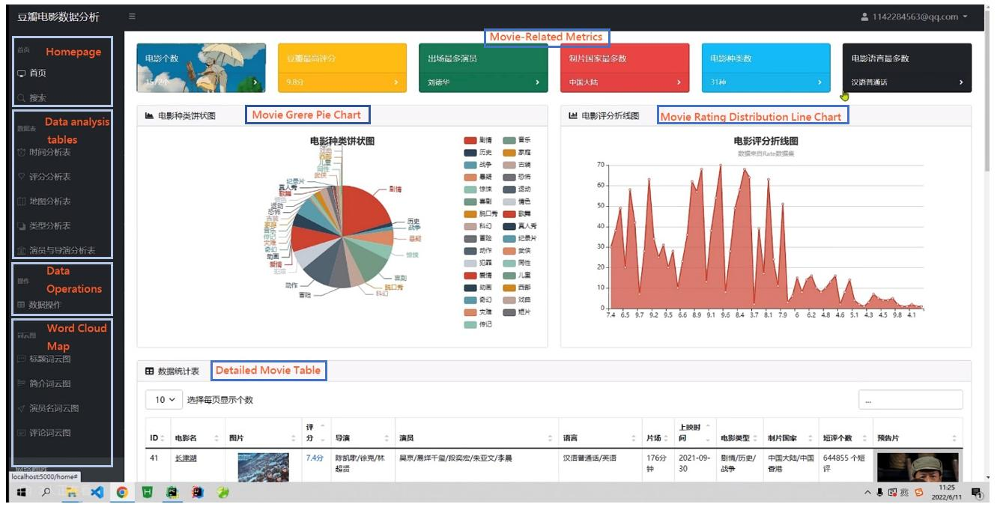 豆瓣电影数据分析
☰
1142284563@qq.com
首页
Homepage
首页
搜索
数据表
Data analysis
tables
时间分析表
评分分析表
地图分析表
类型分析表
演员与导演分析表
操作
Data
Operations
数据操作
词云图
Word Cloud
Map
标题词云图
简介词云图
演员名词云图
评论词云图
localhost:5000/home#
Movie-Related Metrics
电影个数
1572个
豆瓣最高评分
9.8分
出场最多演员
刘德华
制片国家最多数
中国大陆
电影种类数
31种
电影语言最多数
汉语普通话
电影种类饼状图
Movie Grere Pie Chart
电影种类饼状图
戏曲
西部
儿童
同性
武侠
纪录片
真人秀
歌舞
情色
运动
恐怖
古装
家庭
音乐
传记
灾难
奇幻
动画
爱情
犯罪
动作
冒险
科幻
脱口秀
喜剧
惊悚
悬疑
战争
历史
剧情
剧情 音乐
历史 家庭
战争 古装
悬疑 恐怖
惊悚 运动
喜剧 情色
脱口秀 歌舞
科幻 真人秀
冒险 纪录片
动作 武侠
犯罪 同性
爱情 儿童
动画 西部
奇幻 戏曲
灾难 短片
传记
电影评分折线图
Movie Rating Distribution Line Chart
电影评分折线图
数据来自Rate数据集
70
60
50
40
30
20
10
0
7.4 6.5 9.7 9.2 9.5 6.6 8.9 9.1 9.6 8.4 3.7 8.1 7.9 6 6.2 4.8 4.6 5.1 4.3 4.5 9.8 4.1
数据统计表
Detailed Movie Table
10 选择每页显示个数
...
ID 电影名 图片 评分 导演 演员 语言 片场 上映时间 电影类型 制片国家 短评个数 预告片
41 长津湖 7.4分 陈凯歌/徐克/林 吴京/易烊千玺/段奕宏/朱亚文/李晨 汉语普通话/英语 176分 2021-09- 剧情/历史/ 中国大陆/中国 644855 个短
超贤 钟 30 战争 香港 评
英
11:25
2022/6/11